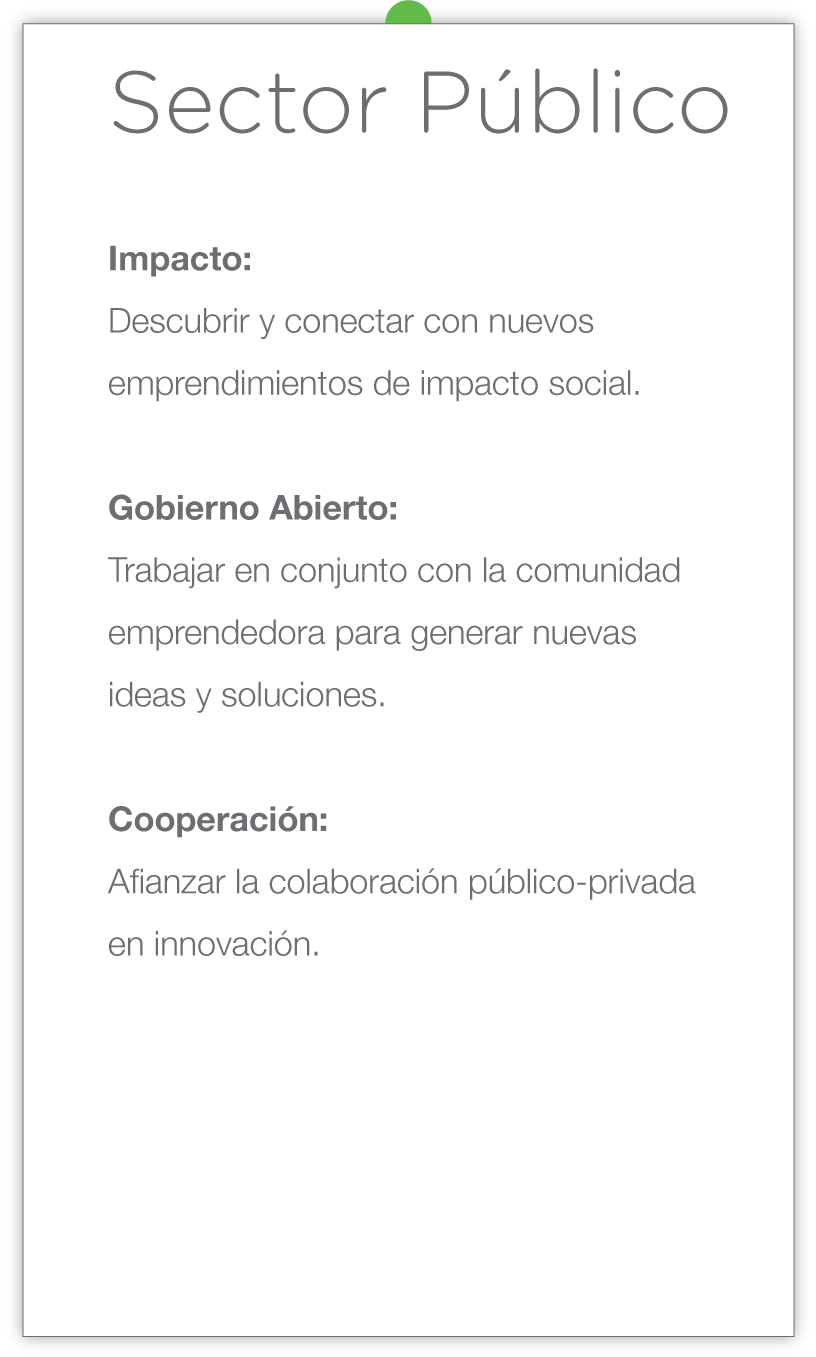 Sector Público
Impacto:
Descubrir y conectar con nuevos
emprendimientos de impacto social.
Gobierno Abierto:
Trabajar en conjunto con la comunidad
emprendedora para generar nuevas
ideas y soluciones.
Cooperación:
Afianzar la colaboración público-privada
en innovación.